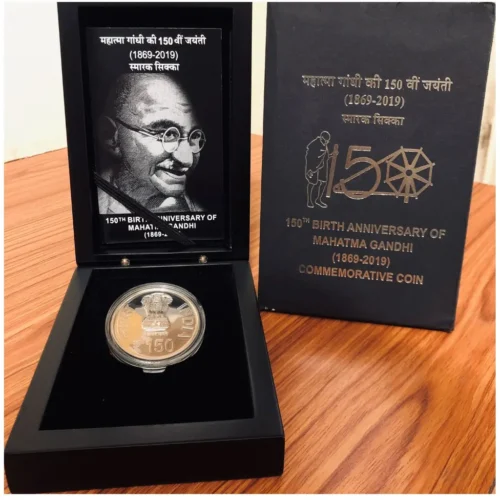 महात्मा गांधी की 150 वीं जयंती
(1869-2019)
स्मारक सिक्का
150TH BIRTH ANNIVERSARY OF
MAHATMA GANDHI
महात्मा गांधी की 150 वीं जयंती
(1869-2019)
स्मारक सिक्का
150
150TH BIRTH ANNIVERSARY OF
MAHATMA GANDHI
(1869-2019)
COMMEMORATIVE COIN
150